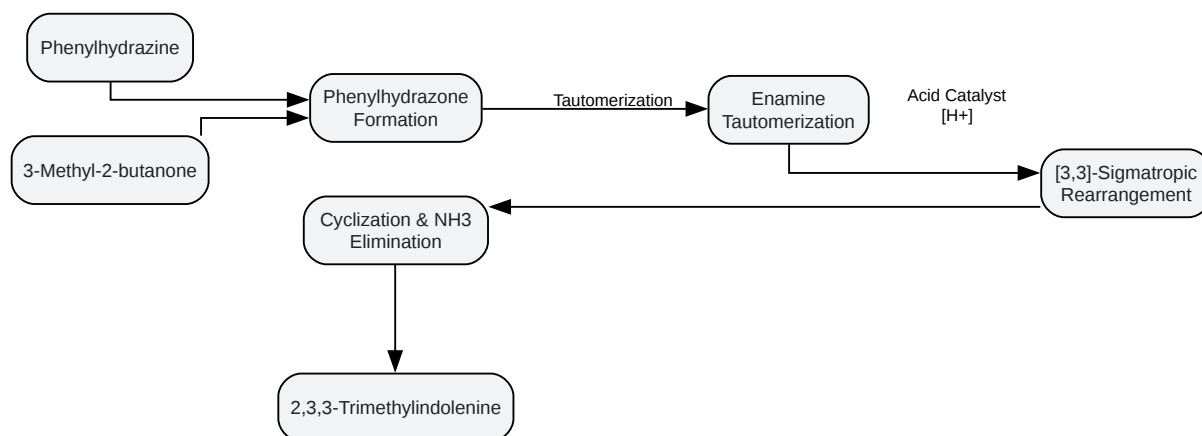 Phenylhydrazine
3-Methyl-2-butanone
Phenylhydrazone
Formation
Tautomerization
Enamine
Tautomerization
Acid Catalyst
[H+]
[3,3]-Sigmatropic
Rearrangement
Cyclization & NH3
Elimination
2,3,3-Trimethylindolenine